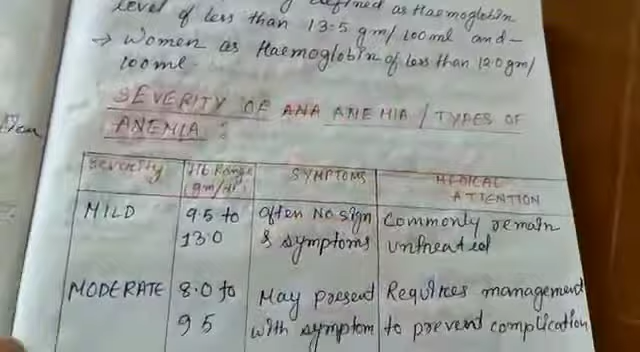 defined as Haemoglobin
level of less than 13.5 gm/100ml and
→ Women as Haemoglobin of less than 12.0 gm/
100ml.
SEVERITY OF ANA ANEMIA / TYPES OF
ANEMIA :
Severity Hb Range SYMPTOMS MEDICAL
(gm/dl) ATTENTION
MILD 9.5 to Often No sign Commonly remain
13.0 & symptoms untreated
MODERATE 8.0 to May present Requires management
9.5 with symptom to prevent complication